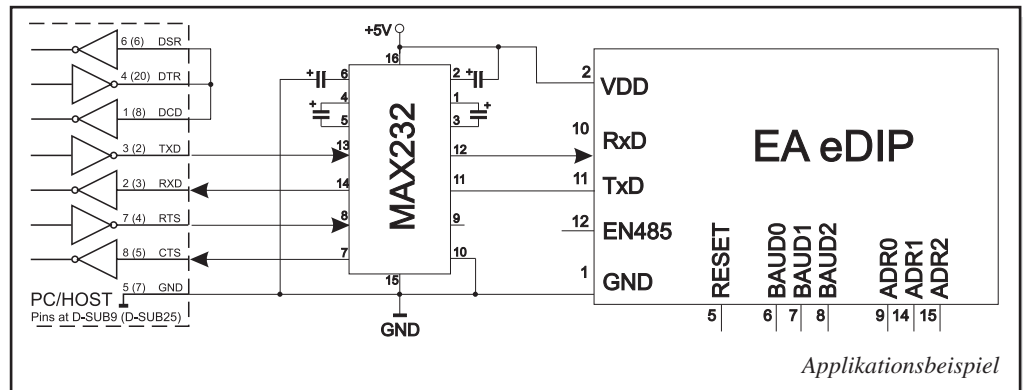 +5V
6 (6) DSR
4 (20) DTR
1 (8) DCD
3 (2) TXD
2 (3) RXD
7 (4) RTS
8 (5) CTS
5 (7) GND
PC/HOST
Pins at D-SUB9 (D-SUB25)
16
+ 6
2 +
+ 4
1 +
5
3
13
12
14
11
8
9
7
10
15
MAX232
GND
2 VDD
10 RxD
11 TxD
12 EN485
1 GND
EA eDIP
RESET
BAUD0
BAUD1
BAUD2
ADR0
ADR1
ADR2
5
6
7
8
9
14
15
Applikationsbeispiel